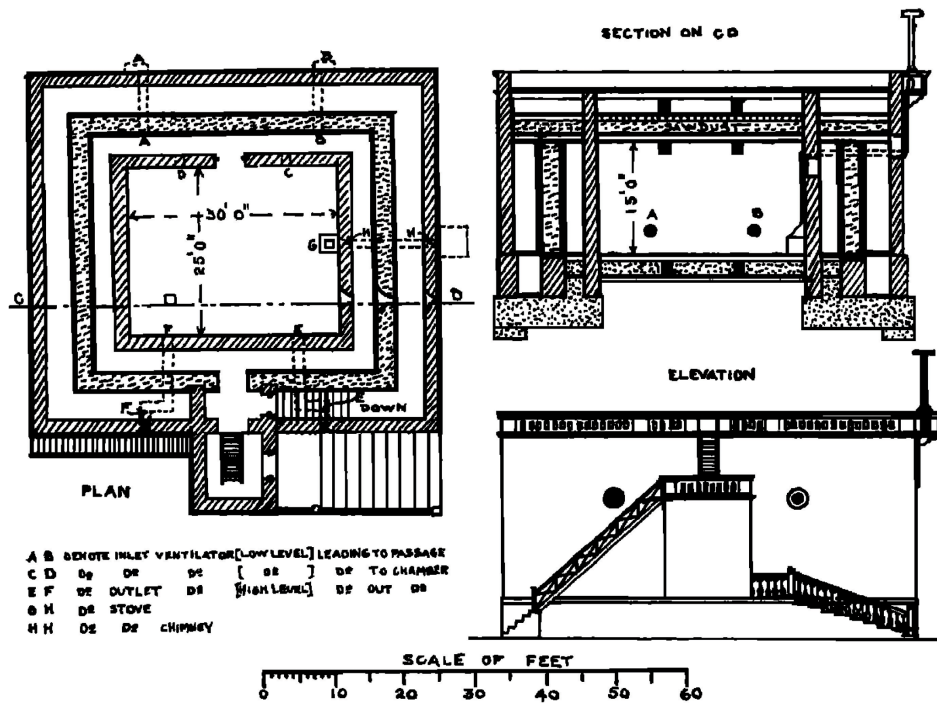 SECTION ON CD
A B
A B
D C
30' 0"
25' 0"
G H H
C D
F E
F E
DOWN
SAWDUST
15' 0"
A B
PLAN
ELEVATION
A B DENOTE INLET VENTILATOR [LOW LEVEL] LEADING TO PASSAGE
C D Do Do Do [ Do ] Do TO CHAMBER
E F Do OUTLET Do [HIGH LEVEL] Do OUT Do
G H Do STOVE
H H Do Do CHIMNEY
SCALE OF FEET
0 10 20 30 40 50 60